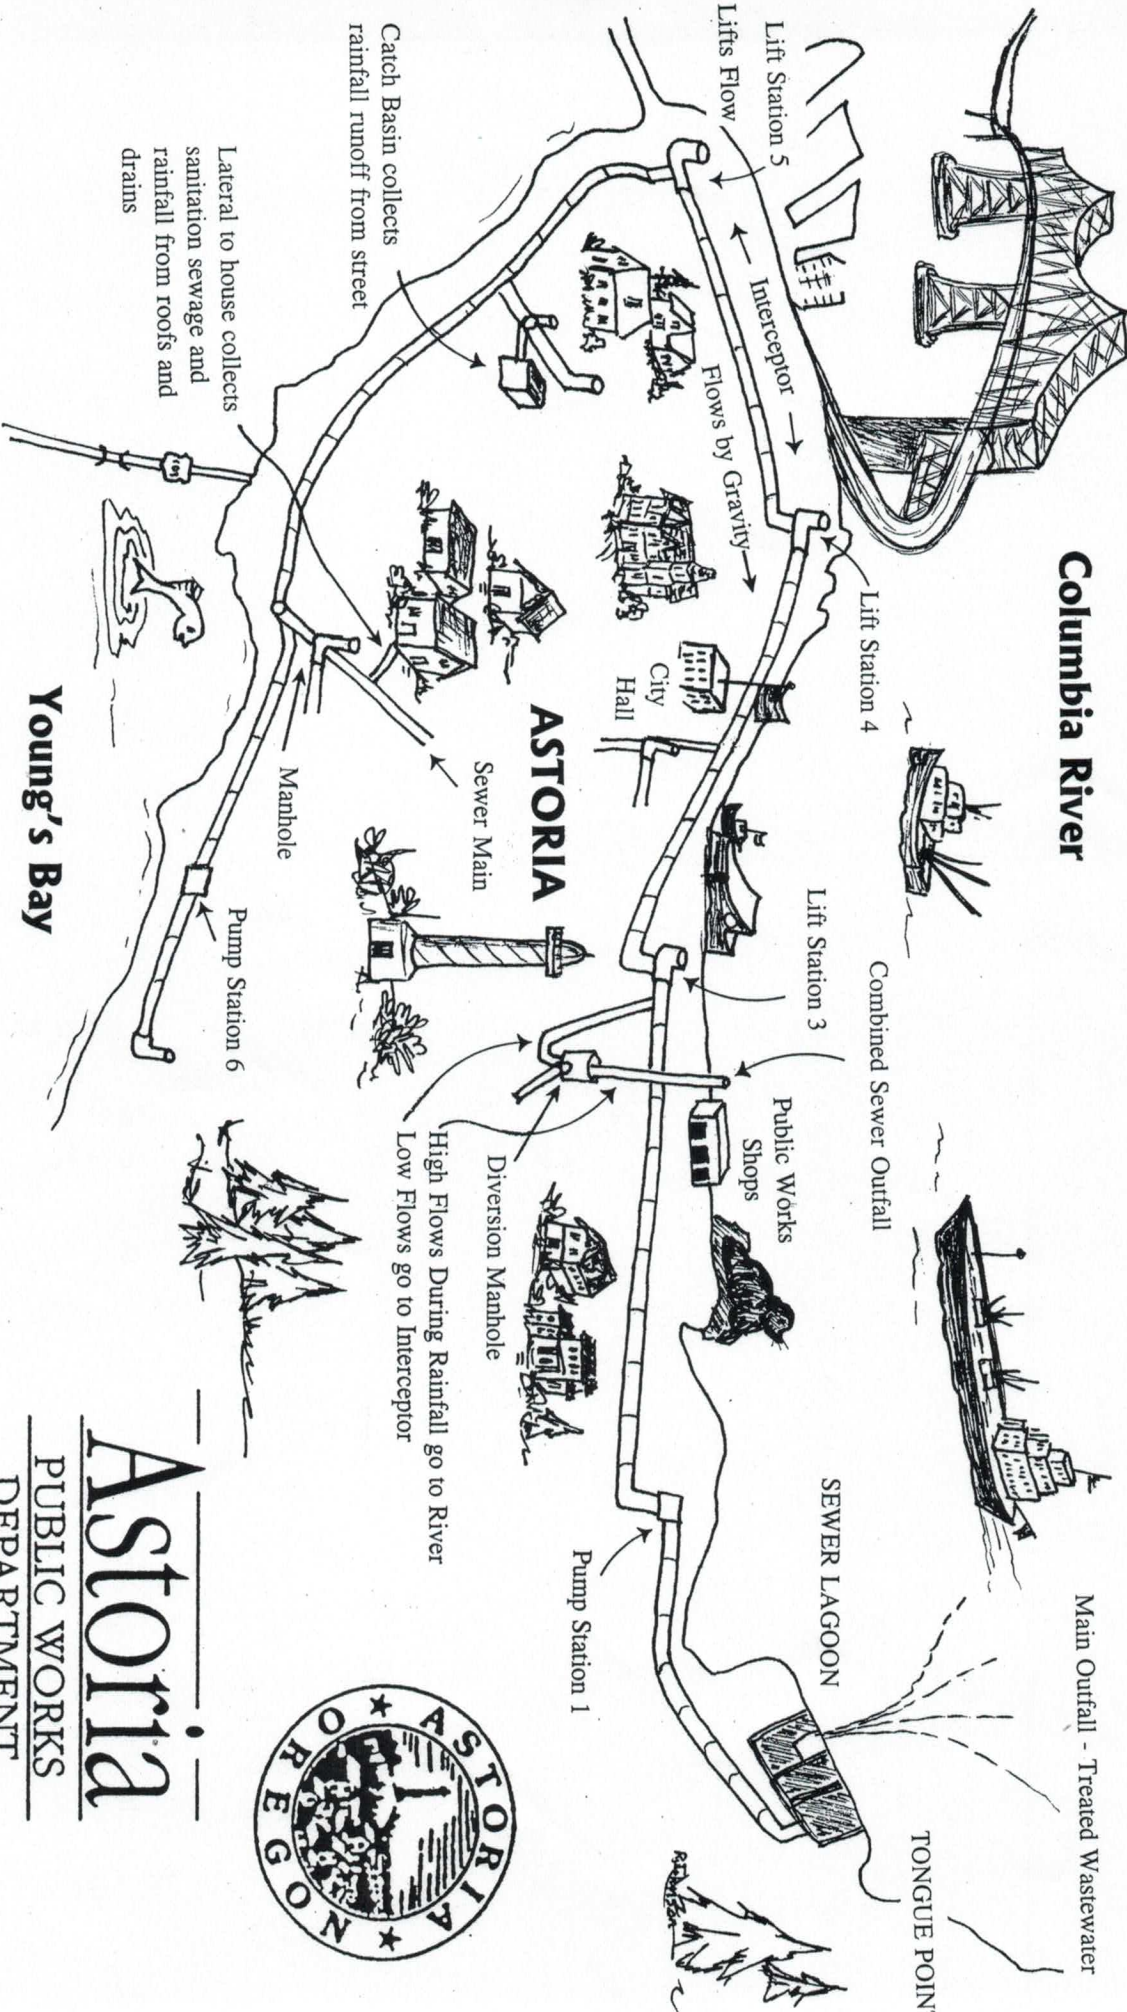 Columbia River
Main Outfall - Treated Wastewater
TONGUE POIN
SEWER LAGOON
Combined Sewer Outfall
Lift Station 4
Lift Station 3
Lift Station 5
Lifts Flow
Interceptor
Flows by Gravity
City
Hall
Public Works
Shops
Pump Station 1
ASTORIA
Sewer Main
Diversion Manhole
High Flows During Rainfall go to River
Low Flows go to Interceptor
Catch Basin collects
rainfall runoff from street
Lateral to house collects
sanitation sewage and
rainfall from roofs and
drains
Manhole
Pump Station 6
101
Young's Bay
ASTORIA
OREGON
Astoria
PUBLIC WORKS
DEPARTMENT